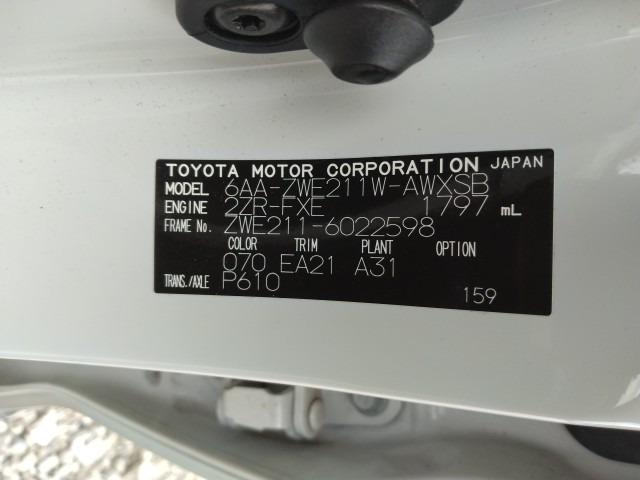 TOYOTA MOTOR CORPORATION JAPAN
MODEL 6AA-ZWE211W-AWXSB
ENGINE 2ZR-FXE 1797 mL
FRAME No. ZWE211-6022598
COLOR TRIM PLANT OPTION
070 EA21 A31
TRANS./AXLE P610
159